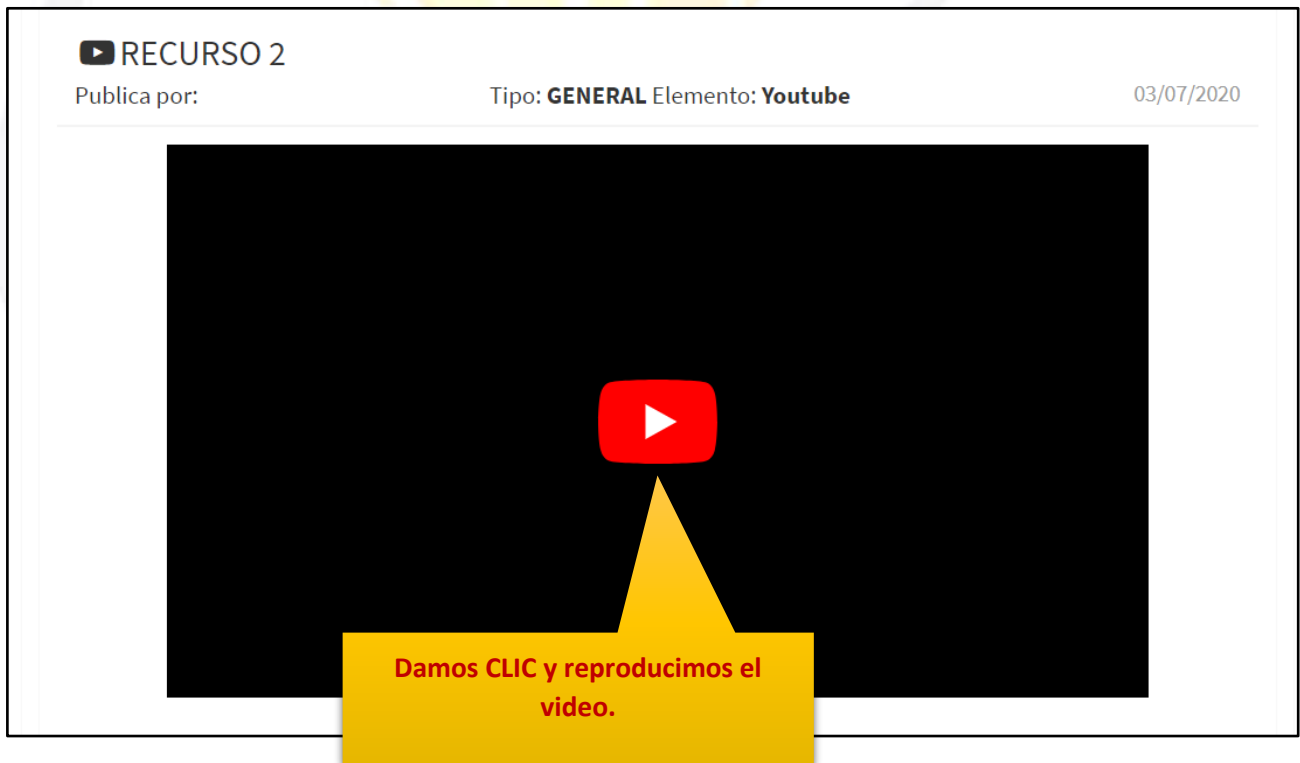 RECURSO 2
Publica por: Tipo: GENERAL Elemento: Youtube 03/07/2020
Damos CLIC y reproducimos el
video.